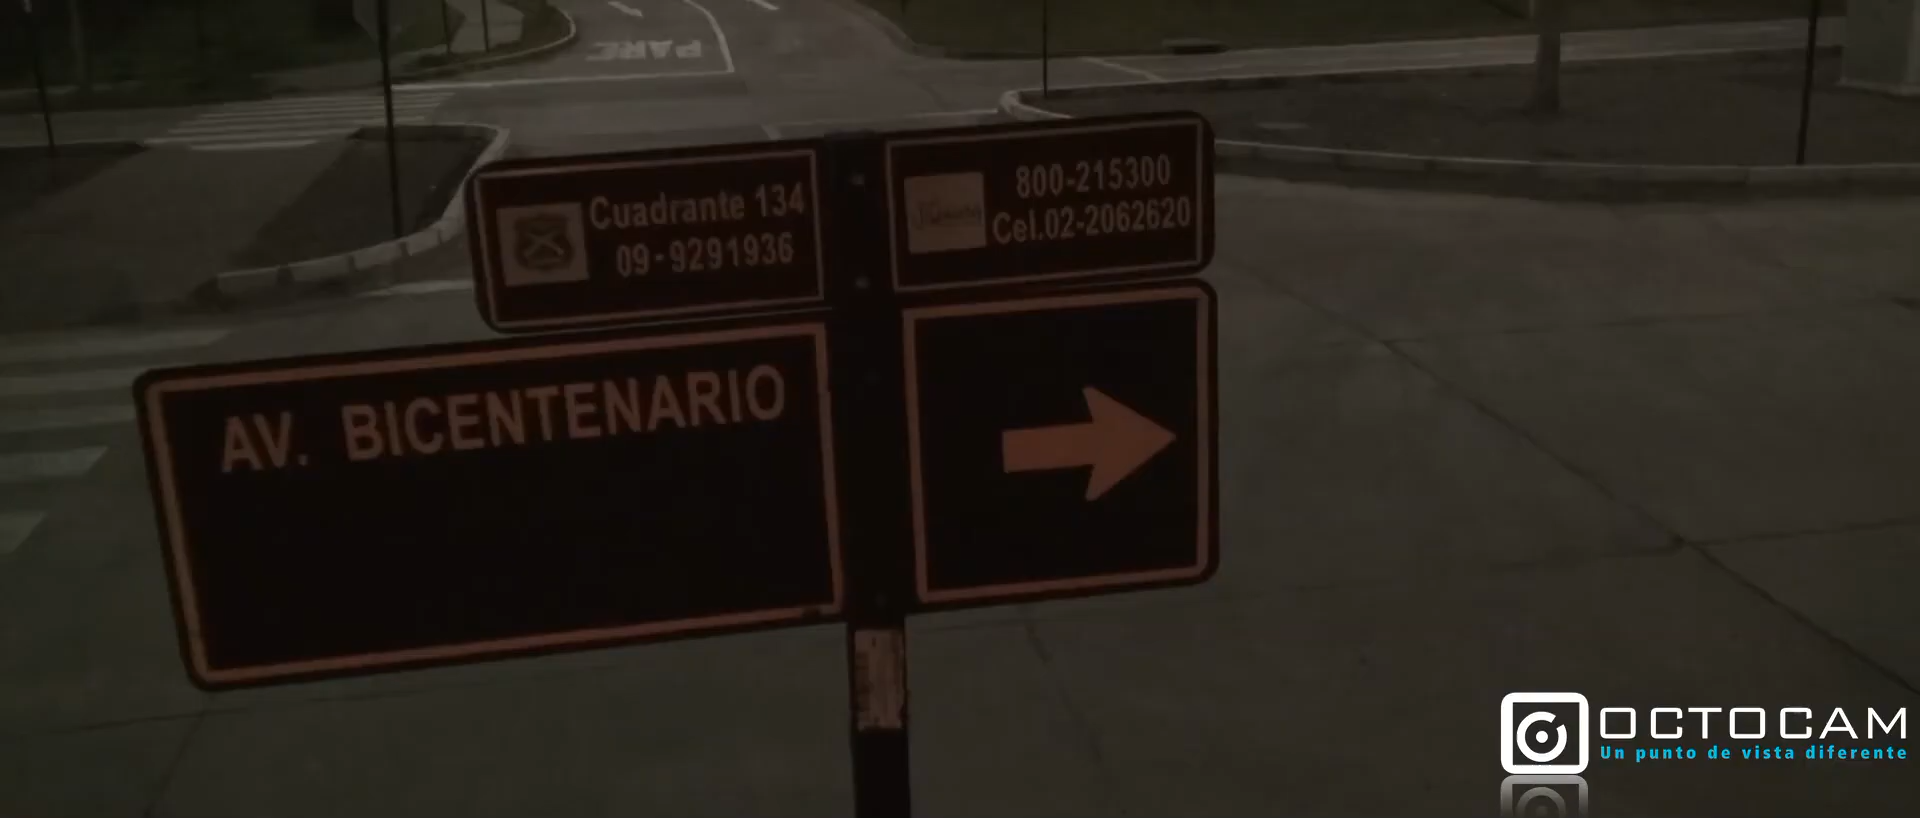 PARE
Cuadrante 134
09-9291936
800-215300
Cel.02-2062620
AV. BICENTENARIO
OCTOCAM
Un punto de vista diferente